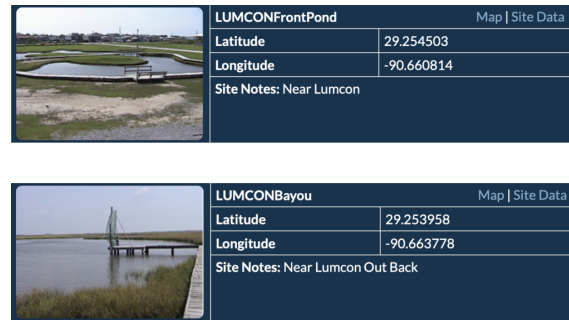 LUMCONFrontPond Map | Site Data
Latitude 29.254503
Longitude -90.660814
Site Notes: Near Lumcon
LUMCONBayou Map | Site Data
Latitude 29.253958
Longitude -90.663778
Site Notes: Near Lumcon Out Back